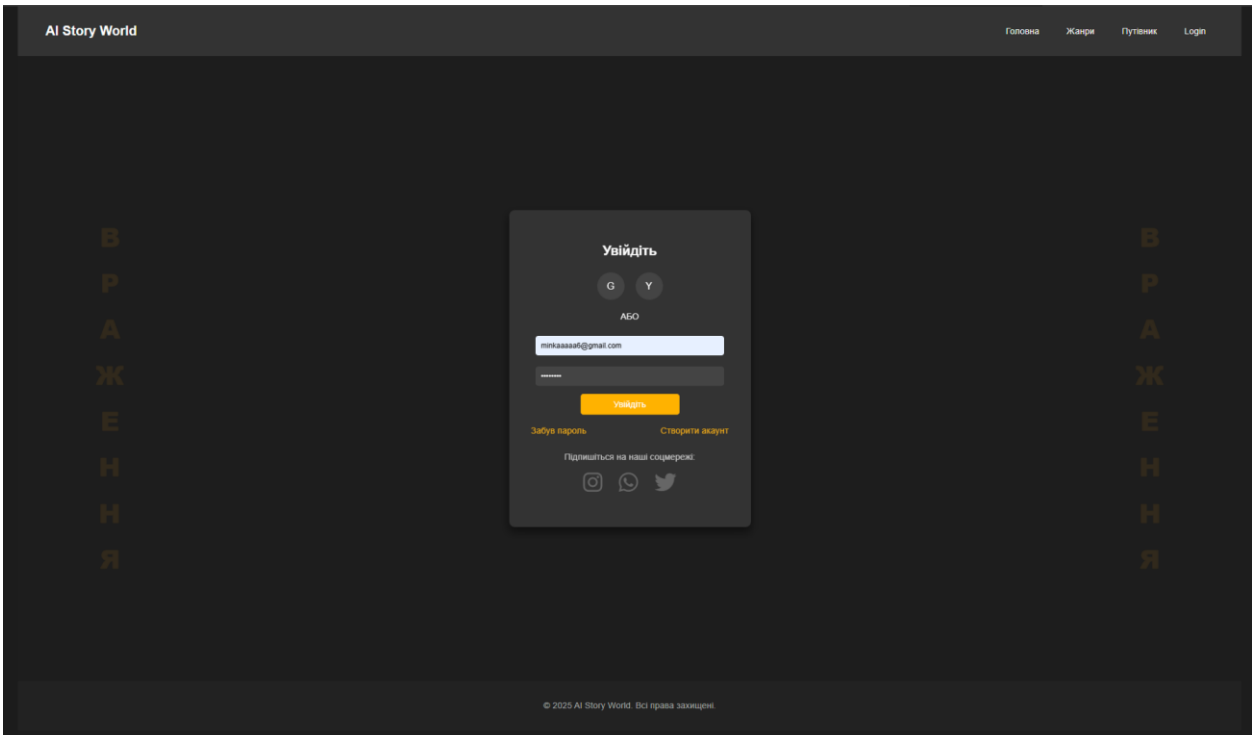 AI Story World
Головна Жанри Путівник Login
В
Р
А
Ж
Е
Н
Н
Я
Увійдіть
G Y
АБО
minkaaaaa6@gmail.com
Увійдіть
Забув пароль Створити акаунт
Підпишіться на наші соцмережі:
В
Р
А
Ж
Е
Н
Н
Я
© 2025 AI Story World. Всі права захищені.